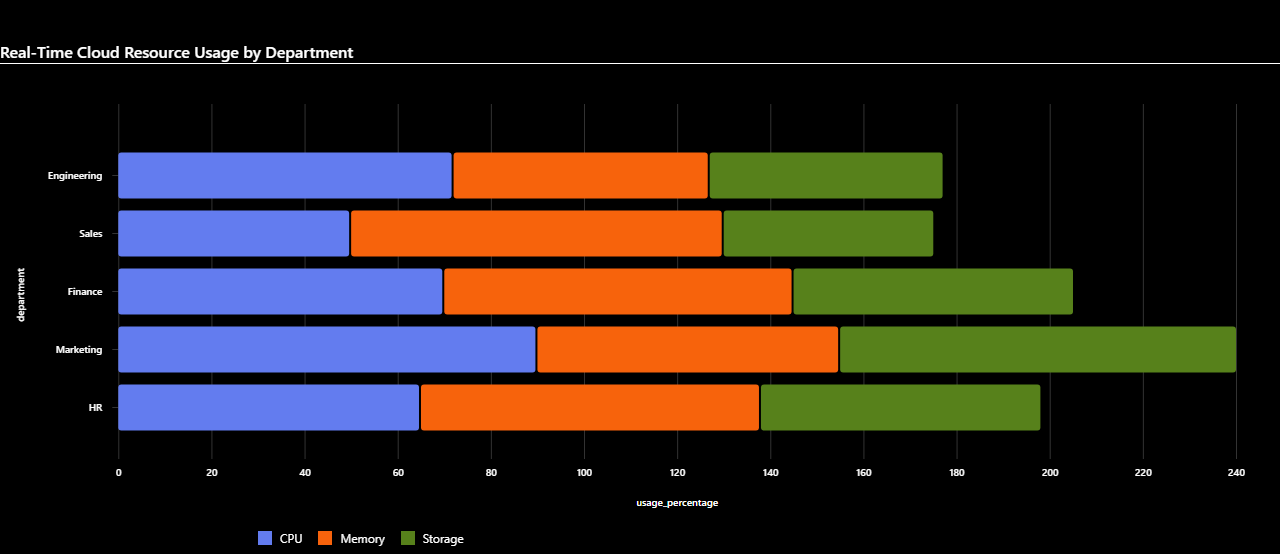 Real-Time Cloud Resource Usage by Department
Engineering
Sales
Finance
Marketing
HR
department
0 20 40 60 80 100 120 140 160 180 200 220 240
usage_percentage
CPU Memory Storage